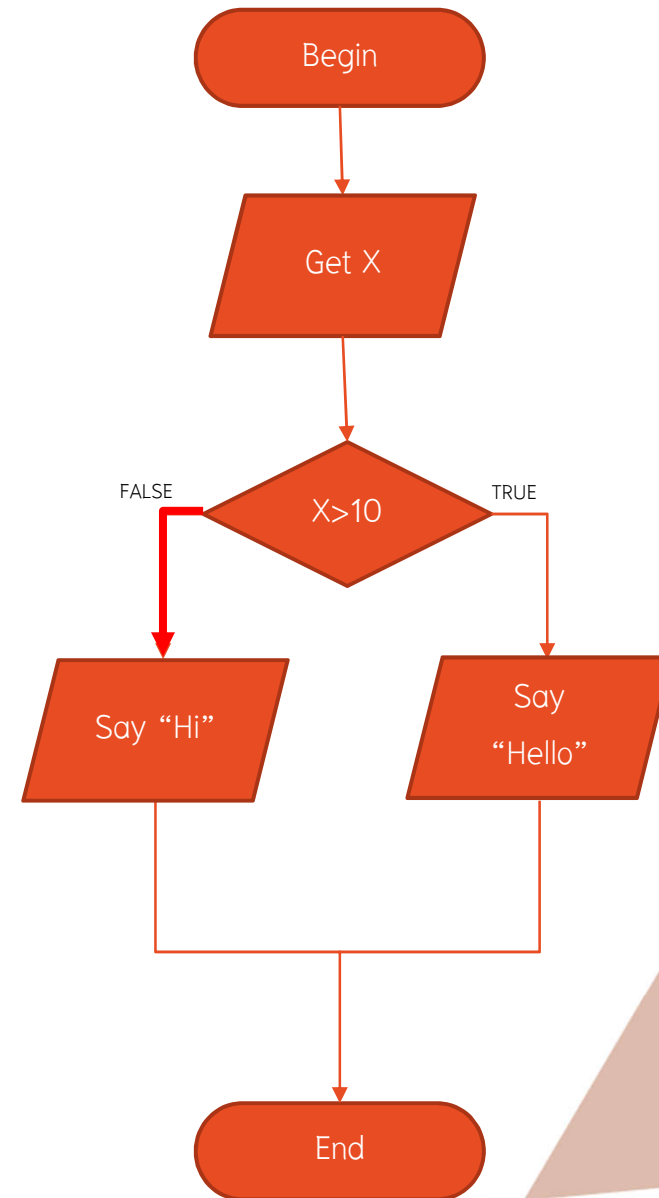 Begin
Get X
X>10
FALSE
TRUE
Say “Hi”
Say
“Hello”
End